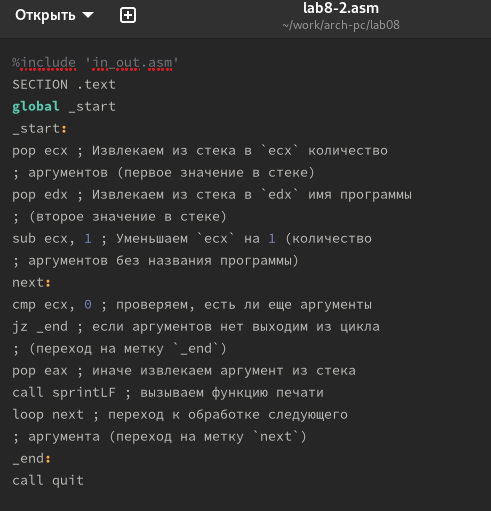 Открыть
lab8-2.asm
~/work/arch-pc/lab08
%include 'in_out.asm'
SECTION .text
global _start
_start:
pop ecx ; Извлекаем из стека в `ecx` количество
; аргументов (первое значение в стеке)
pop edx ; Извлекаем из стека в `edx` имя программы
; (второе значение в стеке)
sub ecx, 1 ; Уменьшаем `ecx` на 1 (количество
; аргументов без названия программы)
next:
cmp ecx, 0 ; проверяем, есть ли еще аргументы
jz _end ; если аргументов нет выходим из цикла
; (переход на метку `_end`)
pop eax ; иначе извлекаем аргумент из стека
call sprintLF ; вызываем функцию печати
loop next ; переход к обработке следующего
; аргумента (переход на метку `next`)
_end:
call quit